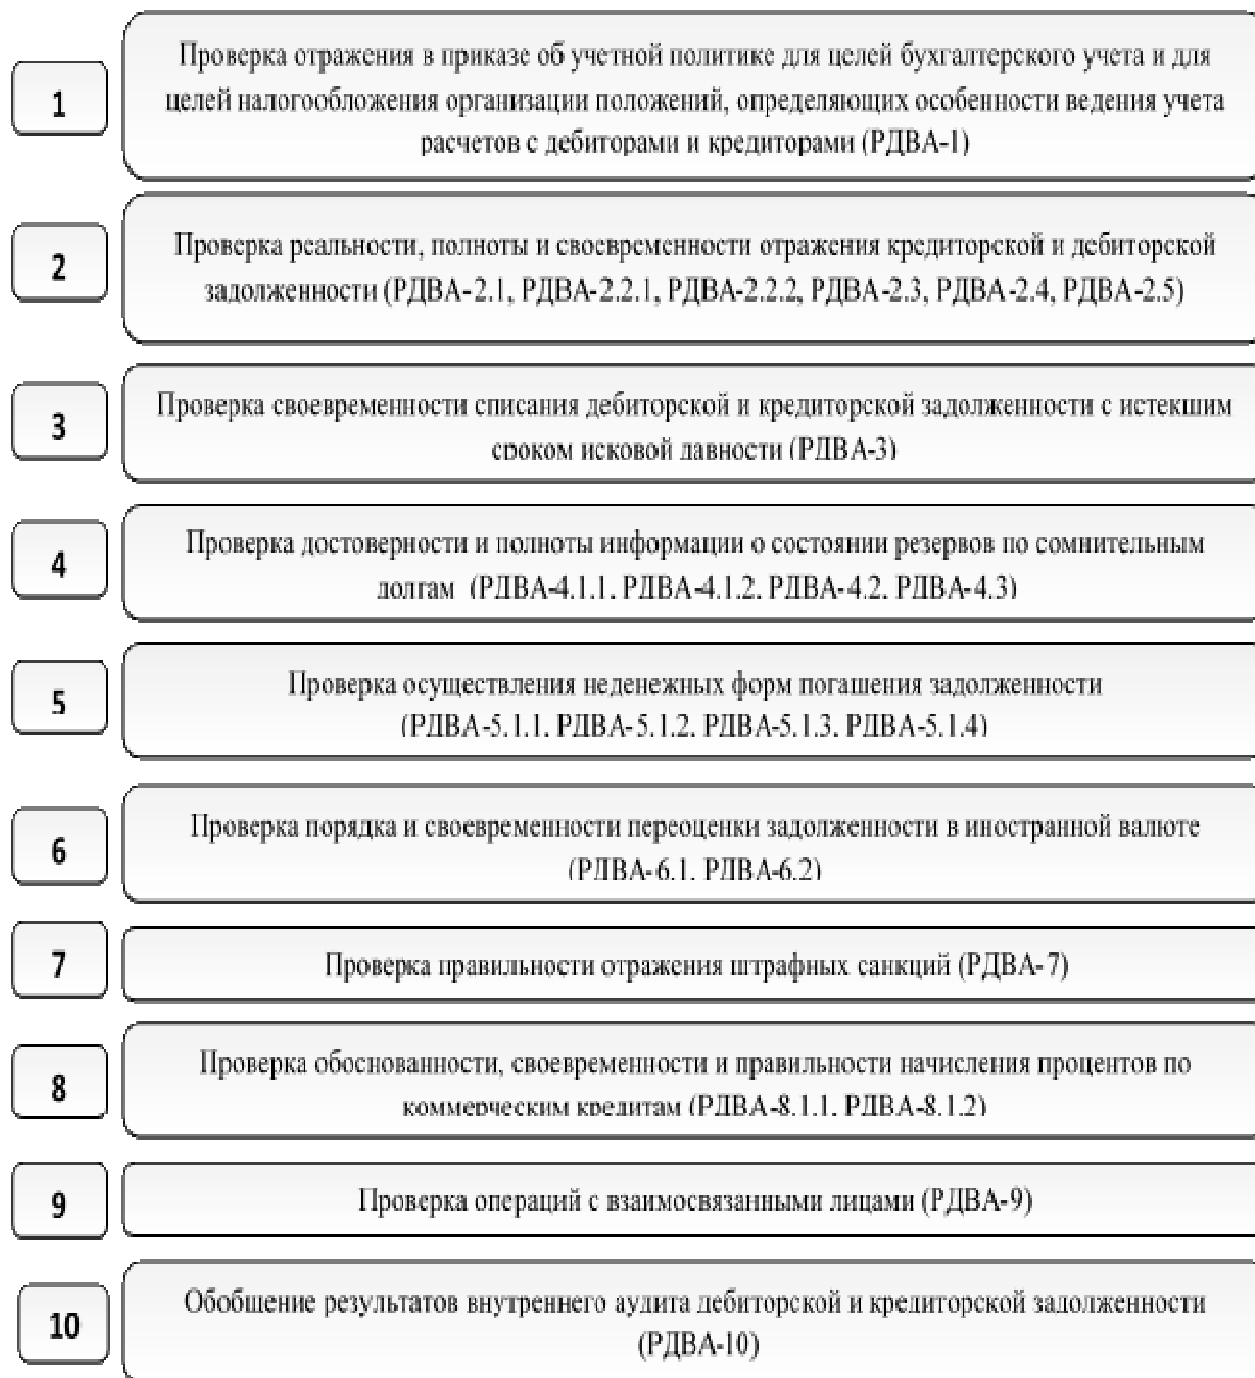 1
Проверка отражения в приказе об учетной политике для целей бухгалтерского учета и для
целей налогообложения организации положений, определяющих особенности ведения учета
расчетов с дебиторами и кредиторами (РДВА-1)
2
Проверка реальности, полноты и своевременности отражения кредиторской и дебиторской
задолженности (РДВА-2.1, РДВА-2.2.1, РДВА-2.2.2, РДВА-2.3, РДВА-2.4, РДВА-2.5)
3
Проверка своевременности списания дебиторской и кредиторской задолженности с истекшим
сроком исковой давности (РДВА-3)
4
Проверка достоверности и полноты информации о состоянии резервов по сомнительным
долгам (РДВА-4.1.1, РДВА-4.1.2, РДВА-4.2, РДВА-4.3)
5
Проверка осуществления неденежных форм погашения задолженности
(РДВА-5.1.1, РДВА-5.1.2, РДВА-5.1.3, РДВА-5.1.4)
6
Проверка порядка и своевременности переоценки задолженности в иностранной валюте
(РДВА-6.1, РДВА-6.2)
7
Проверка правильности отражения штрафных санкций (РДВА-7)
8
Проверка обоснованности, своевременности и правильности начисления процентов по
коммерческим кредитам (РДВА-8.1.1, РДВА-8.1.2)
9
Проверка операций с взаимосвязанными лицами (РДВА-9)
10
Обобщение результатов внутреннего аудита дебиторской и кредиторской задолженности
(РДВА-10)